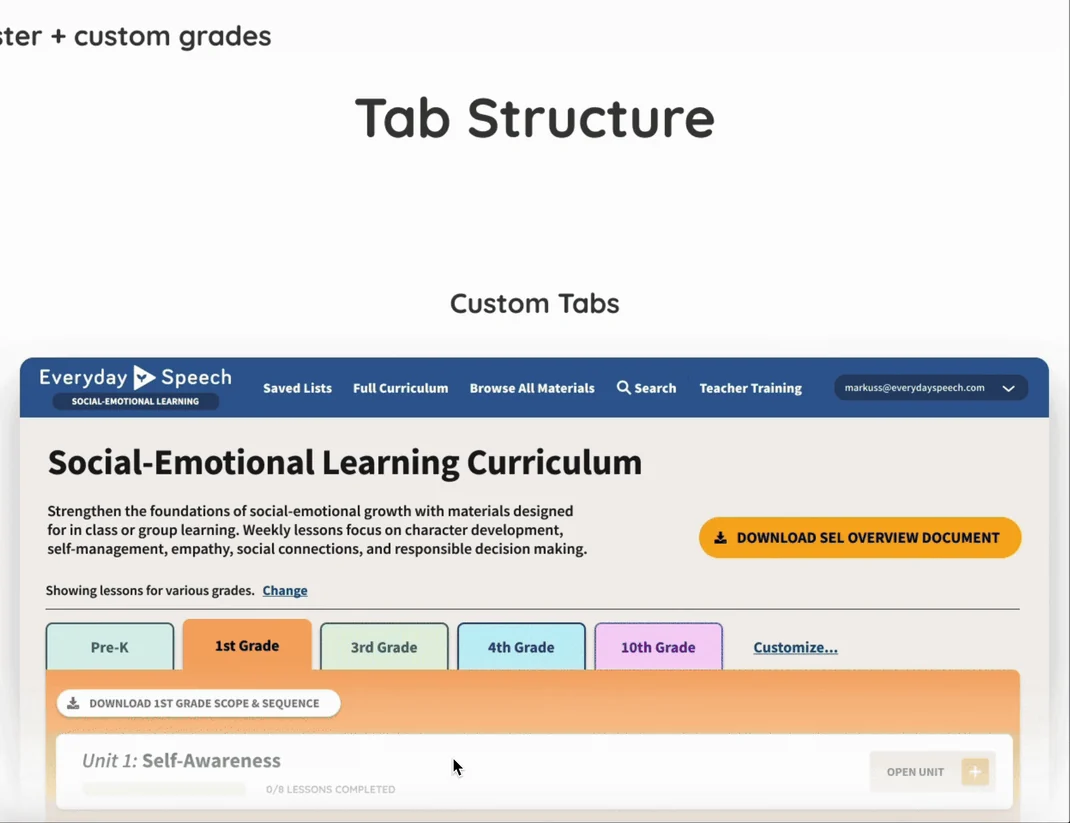 + custom grades
Tab Structure
Custom Tabs
Everyday Speech
SOCIAL-EMOTIONAL LEARNING
Saved Lists
Full Curriculum
Browse All Materials
Search
Teacher Training
markuss@everydayspeech.com
Social-Emotional Learning Curriculum
Strengthen the foundations of social-emotional growth with materials designed
for in class or group learning. Weekly lessons focus on character development,
self-management, empathy, social connections, and responsible decision making.
DOWNLOAD SEL OVERVIEW DOCUMENT
Showing lessons for various grades. Change
Pre-K
1st Grade
3rd Grade
4th Grade
10th Grade
Customize...
DOWNLOAD 1ST GRADE SCOPE & SEQUENCE
Unit 1: Self-Awareness
0/8 LESSONS COMPLETED
OPEN UNIT +